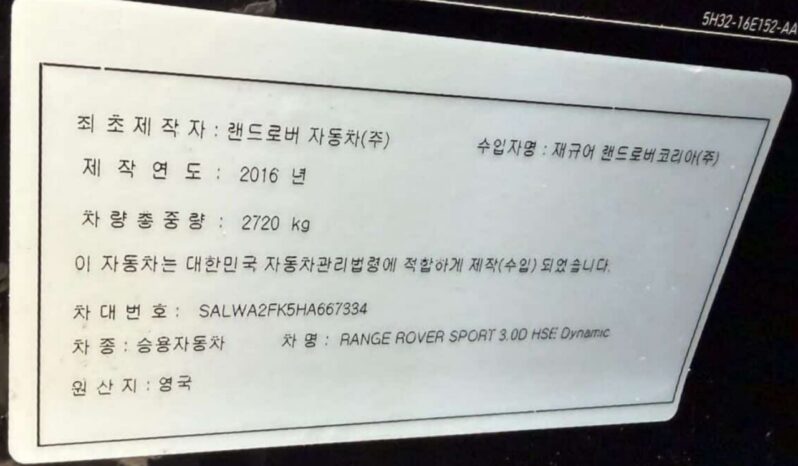 5H32-16E152-AA
최초제작자 : 랜드로버 자동차(주)
수입자명 : 재규어 랜드로버코리아(주)
제작연도 : 2016 년
차량총중량 : 2720 kg
이 자동차는 대한민국 자동차관리법령에 적합하게 제작(수입) 되었습니다.
차대번호 : SALWA2FK5HA667334
차종 : 승용자동차 차명 : RANGE ROVER SPORT 3.0D HSE Dynamic
원산지 : 영국